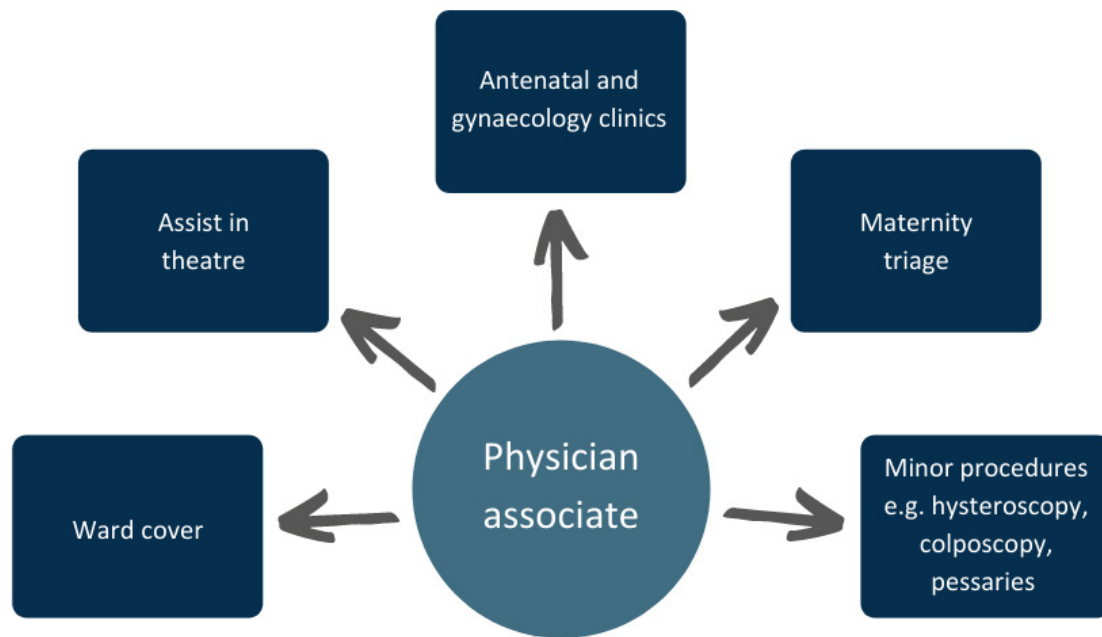 Antenatal and
gynaecology clinics
Assist in
theatre
Maternity
triage
Physician
associate
Ward cover
Minor procedures
e.g. hysteroscopy,
colposcopy,
pessaries